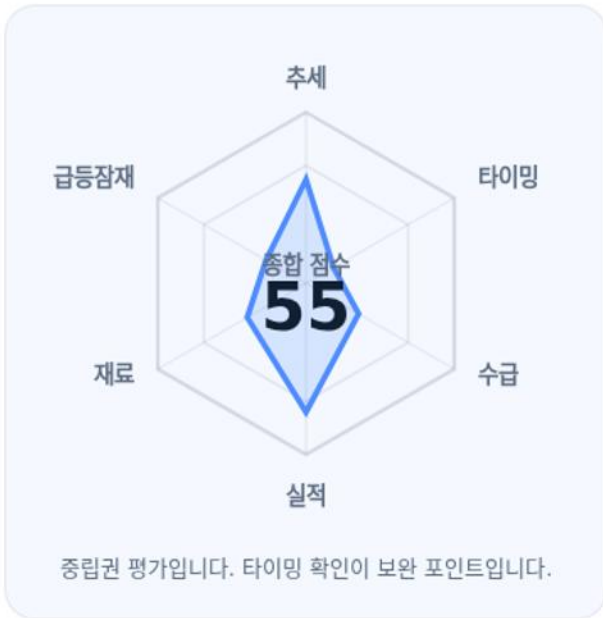 추세
급등잠재
타이밍
종합 점수
55
재료
수급
실적
중립권 평가입니다. 타이밍 확인이 보완 포인트입니다.